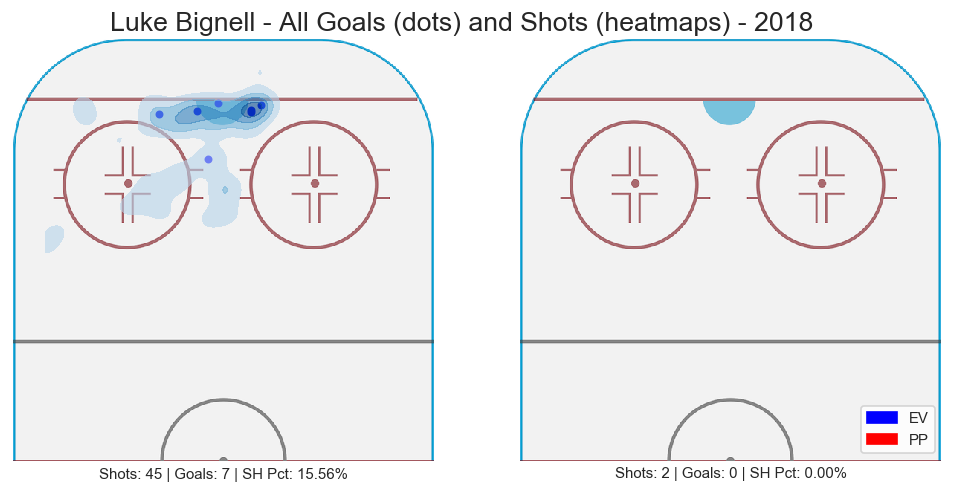 Luke Bignell - All Goals (dots) and Shots (heatmaps) - 2018
EV
PP
Shots: 45 | Goals: 7 | SH Pct: 15.56%
Shots: 2 | Goals: 0 | SH Pct: 0.00%